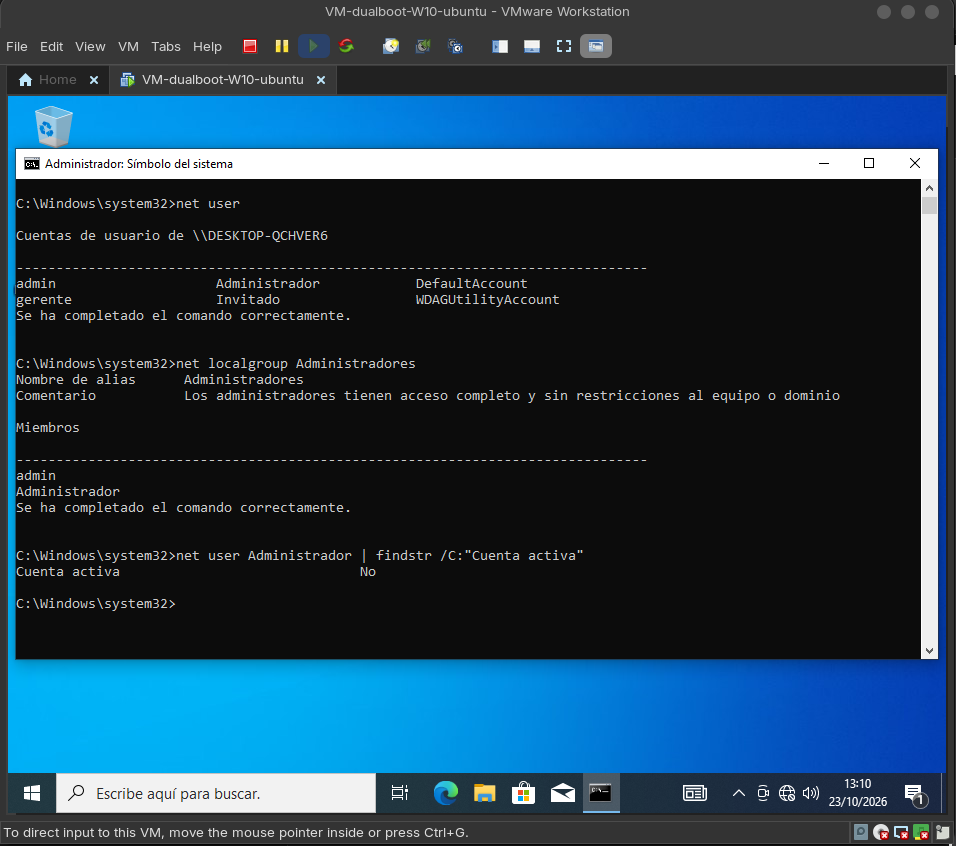 VM-dualboot-W10-ubuntu - VMware Workstation
File Edit View VM Tabs Help
Home VM-dualboot-W10-ubuntu
Administrador: Símbolo del sistema
C:\Windows\system32>net user
Cuentas de usuario de \\DESKTOP-QCHVER6
-------------------------------------------------------------------------------
admin                    Administrador            DefaultAccount
gerente                  Invitado                 WDAGUtilityAccount
Se ha completado el comando correctamente.
C:\Windows\system32>net localgroup Administradores
Nombre de alias      Administradores
Comentario           Los administradores tienen acceso completo y sin restricciones al equipo o dominio
Miembros
-------------------------------------------------------------------------------
admin
Administrador
Se ha completado el comando correctamente.
C:\Windows\system32>net user Administrador | findstr /C:"Cuenta activa"
Cuenta activa                              No
C:\Windows\system32>
Escribe aquí para buscar.
13:10
23/10/2026
1
To direct input to this VM, move the mouse pointer inside or press Ctrl+G.